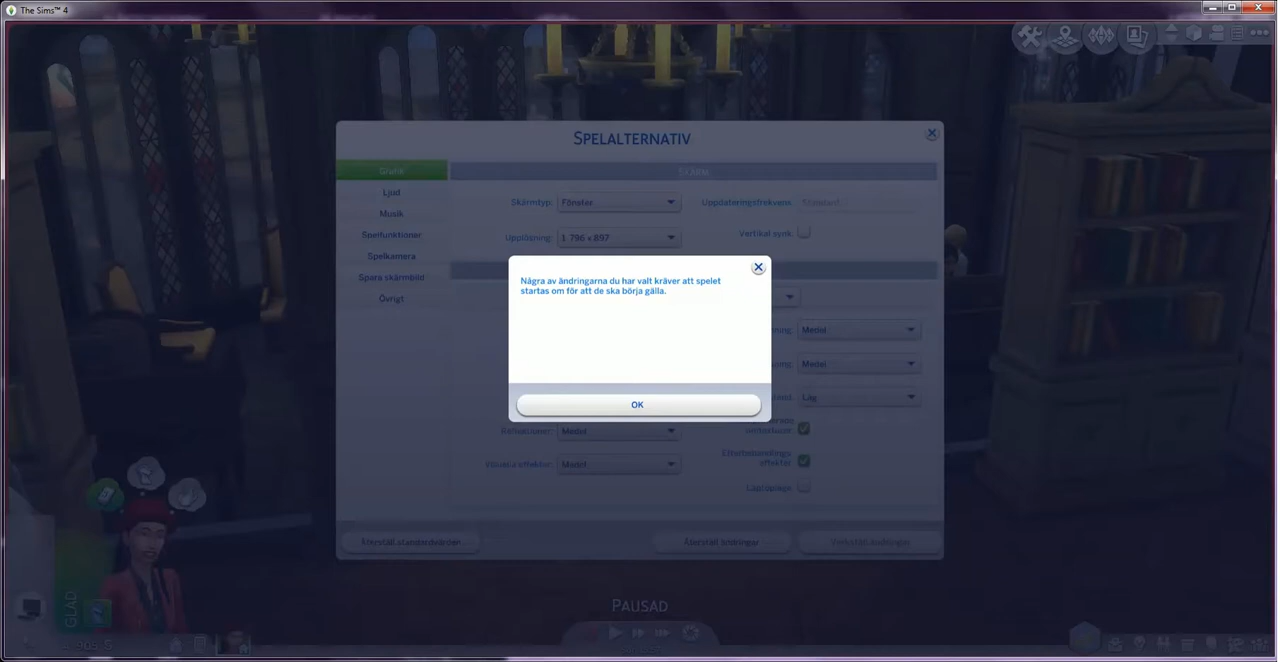 The Sims™ 4
SPELALTERNATIV
Grafik
Ljud
Musik
Spelfunktioner
Spelkamera
Spara skärmbild
Övrigt
Skärmtyp: Fönster
Uppdateringsfrekvens: Standard
Upplösning: 1 796 x 897
Vertikal synk.
Några av ändringarna du har valt kräver att spelet
startas om för att de ska börja gälla.
OK
Medel
Medel
Låg
Reflektioner: Medel
Visuella effekter: Medel
Efterbehandlings-
effekter
Laptopläge
Återställ standardvärden
Återställ ändringar
Verkställ ändringar
GLAD
PAUSAD